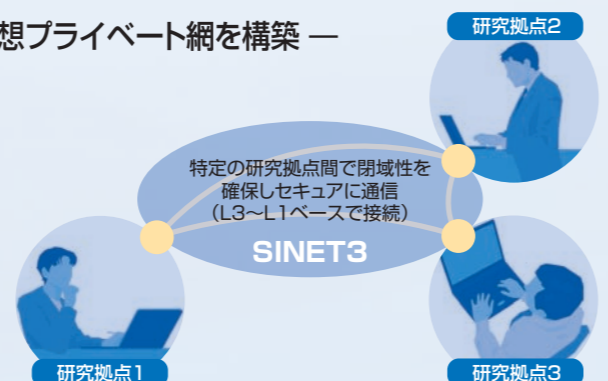 想プライベート網を構築 ―
研究拠点2
特定の研究拠点間で閉域性を
確保しセキュアに通信
（L3～L1ベースで接続）
SINET3
研究拠点1
研究拠点3